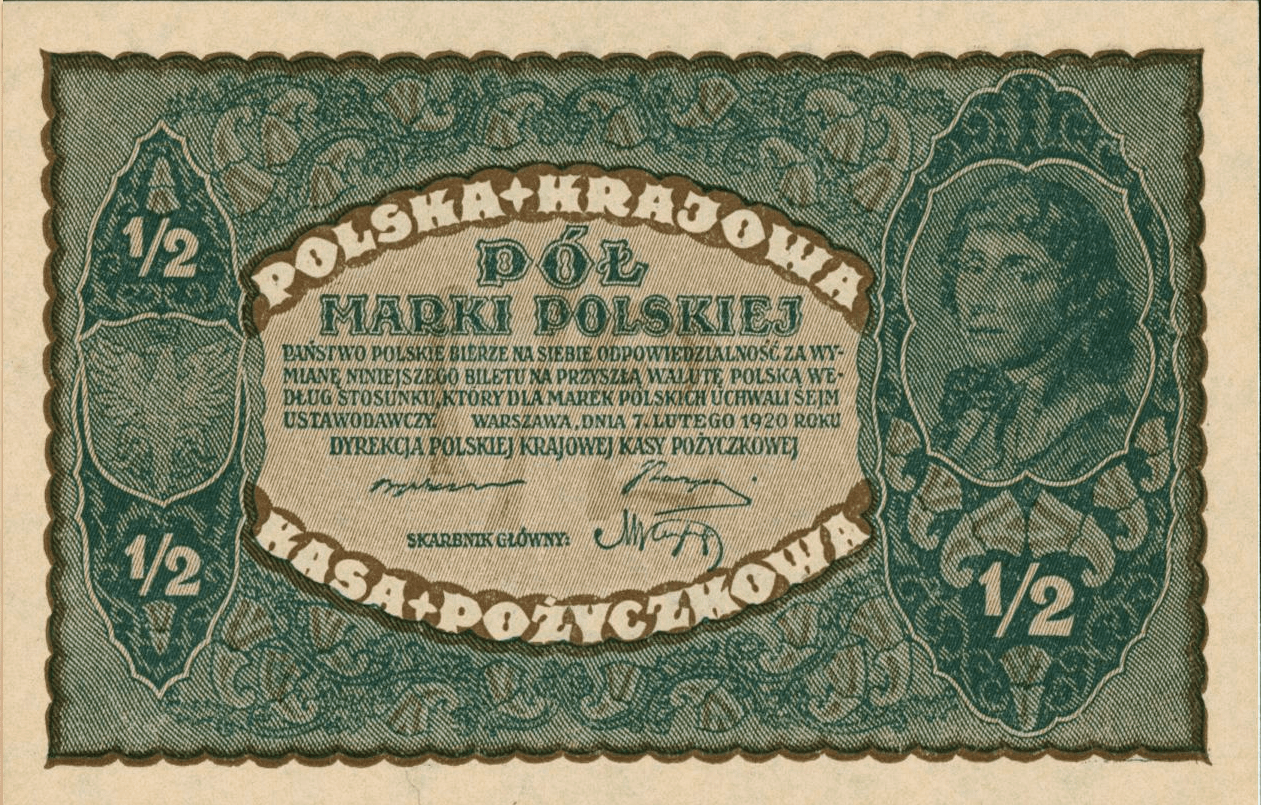 POLSKA + KRAJOWA
1/2
PÓŁ
MARKI POLSKIEJ
PAŃSTWO POLSKIE BIERZE NA SIEBIE ODPOWIEDZIALNOŚĆ ZA WY-
MIANĘ NINIEJSZEGO BILETU NA PRZYSZŁĄ WALUTĘ POLSKĄ WE-
DŁUG STOSUNKU, KTÓRY DLA MAREK POLSKICH UCHWALI SEJM
USTAWODAWCZY. WARSZAWA, DNIA 7. LUTEGO 1920 ROKU
DYREKCJA POLSKIEJ KRAJOWEJ KASY POŻYCZKOWEJ
SKARBNIK GŁÓWNY:
1/2
1/2
KASA + POŻYCZKOWA